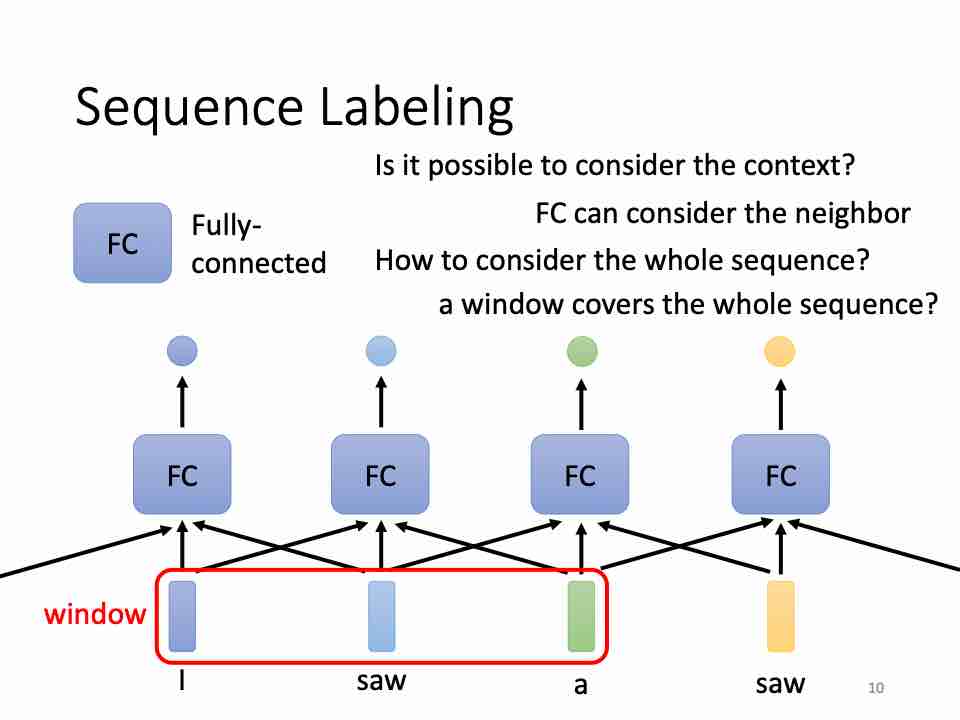 Sequence Labeling
Is it possible to consider the context?
FC can consider the neighbor
How to consider the whole sequence?
a window covers the whole sequence?
FC
Fully-
connected
FC
FC
FC
FC
window
I
saw
a
saw
10